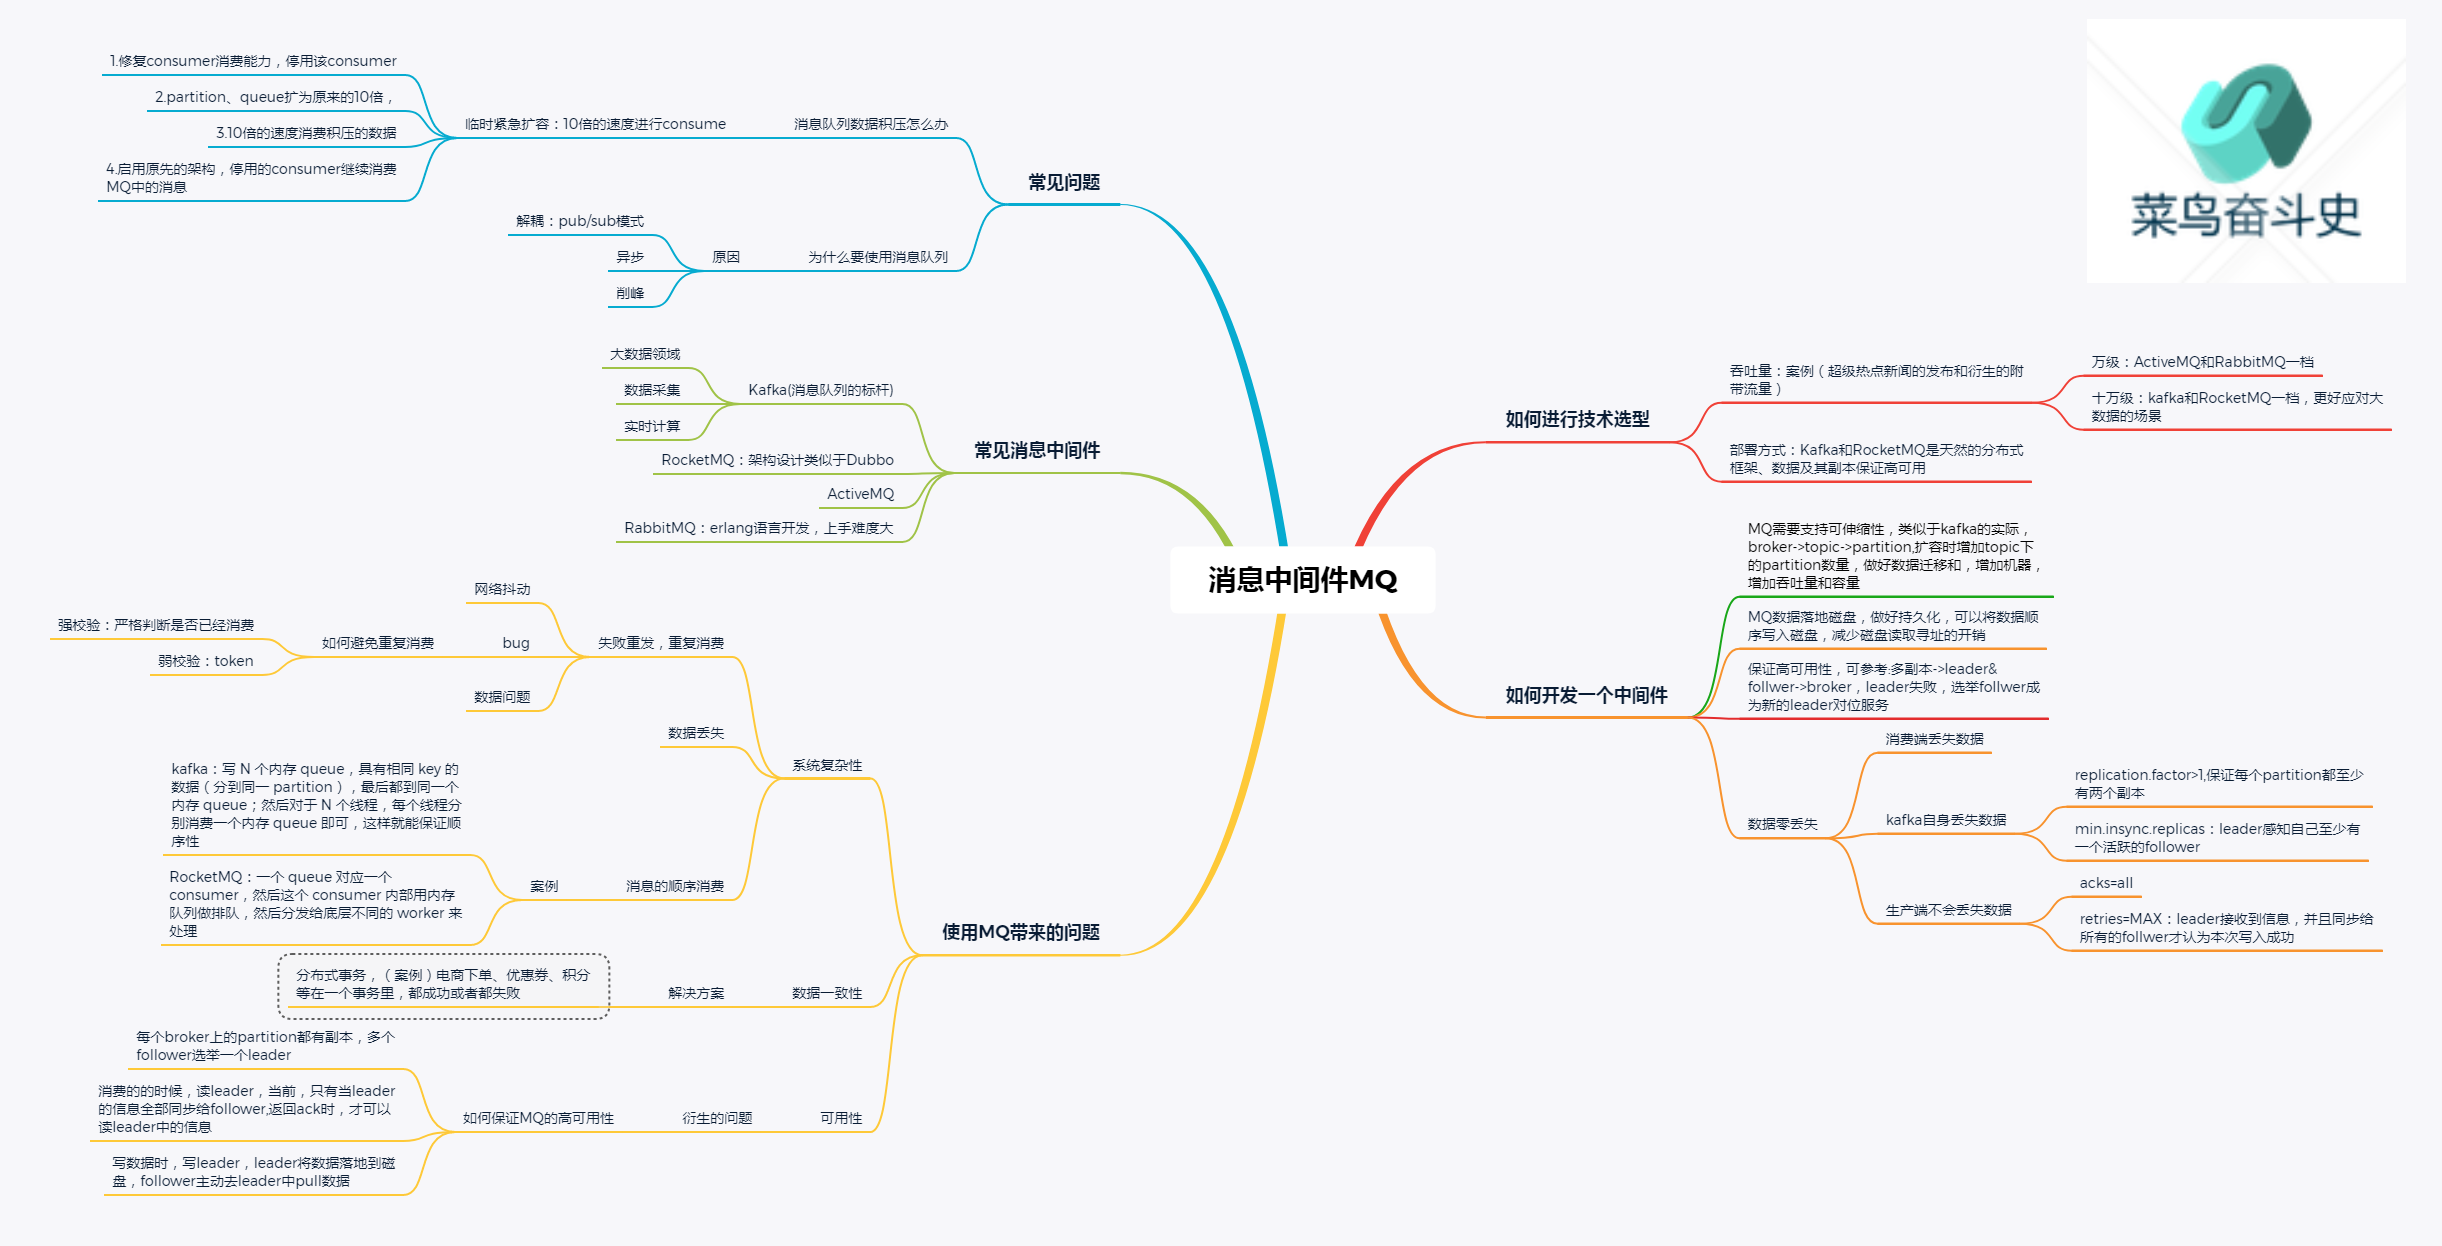 菜鸟奋斗史
消息中间件MQ
常见问题
消息队列数据积压怎么办
临时紧急扩容：10倍的速度进行consume
1.修复consumer消费能力，停用该consumer
2.partition、queue扩为原来的10倍，
3.10倍的速度消费积压的数据
4.启用原先的架构，停用的consumer继续消费
MQ中的消息
为什么要使用消息队列
原因
解耦：pub/sub模式
异步
削峰
常见消息中间件
Kafka(消息队列的标杆)
大数据领域
数据采集
实时计算
RocketMQ：架构设计类似于Dubbo
ActiveMQ
RabbitMQ：erlang语言开发，上手难度大
使用MQ带来的问题
系统复杂性
失败重发，重复消费
网络抖动
bug
如何避免重复消费
强校验：严格判断是否已经消费
弱校验：token
数据问题
数据丢失
消息的顺序消费
案例
kafka：写 N 个内存 queue，具有相同 key 的
数据（分到同一 partition），最后都到同一个
内存 queue；然后对于 N 个线程，每个线程分
别消费一个内存 queue 即可，这样就能保证顺
序性
RocketMQ：一个 queue 对应一个
consumer，然后这个 consumer 内部用内存
队列做排队，然后分发给底层不同的 worker 来
处理
数据一致性
解决方案
分布式事务，（案例）电商下单、优惠券、积分
等在一个事务里，都成功或者都失败
可用性
衍生的问题
如何保证MQ的高可用性
每个broker上的partition都有副本，多个
follower选举一个leader
消费的的时候，读leader，当前，只有当leader
的信息全部同步给follower,返回ack时，才可以
读leader中的信息
写数据时，写leader，leader将数据落地到磁
盘，follower主动去leader中pull数据
如何进行技术选型
吞吐量：案例（超级热点新闻的发布和衍生的附
带流量）
万级：ActiveMQ和RabbitMQ一档
十万级：kafka和RocketMQ一档，更好应对大
数据的场景
部署方式：Kafka和RocketMQ是天然的分布式
框架、数据及其副本保证高可用
如何开发一个中间件
MQ需要支持可伸缩性，类似于kafka的实际，
broker->topic->partition,扩容时增加topic下
的partition数量，做好数据迁移和，增加机器，
增加吞吐量和容量
MQ数据落地磁盘，做好持久化，可以将数据顺
序写入磁盘，减少磁盘读取寻址的开销
保证高可用性，可参考:多副本->leader&
follwer->broker，leader失败，选举follwer成
为新的leader对位服务
数据零丢失
消费端丢失数据
kafka自身丢失数据
replication.factor>1,保证每个partition都至少
有两个副本
min.insync.replicas：leader感知自己至少有
一个活跃的follower
生产端不会丢失数据
acks=all
retries=MAX：leader接收到信息，并且同步给
所有的follwer才认为本次写入成功